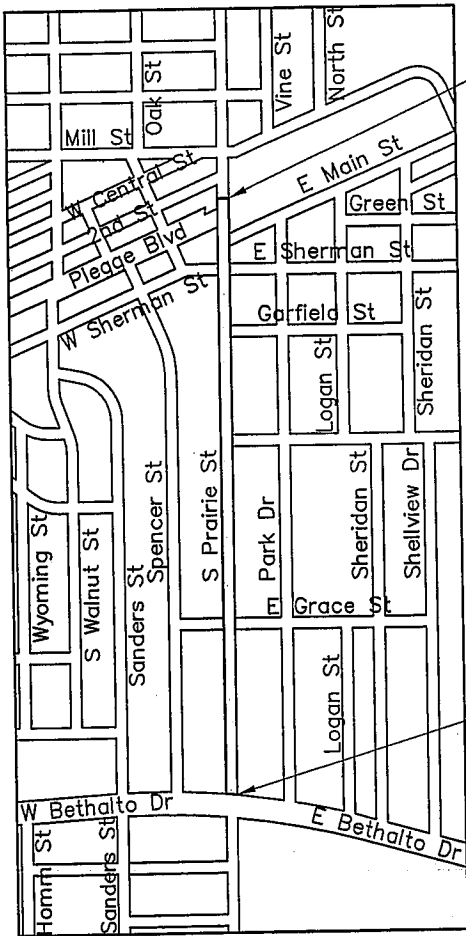 Oak St
Vine St
North St
Mill St
W Central St
2nd St
Pleage Blvd
E Main St
Green St
E Sherman St
W Sherman St
Garfield St
Logan St
Sheridan St
S Prairie St
Spencer St
Sanders St
Park Dr
Sheridan St
Shellview Dr
Wyoming St
S Walnut St
E Grace St
Logan St
W Bethalto Dr
E Bethalto Dr
Homm St
Sanders St